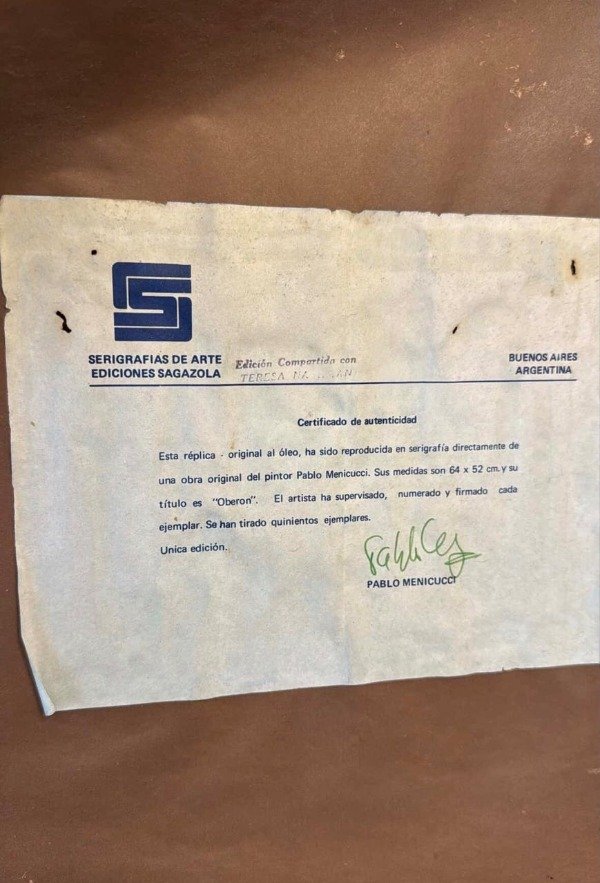 SERIGRAFIAS DE ARTE
EDICIONES SAGAZOLA
Edición Compartida con
TERESA
BUENOS AIRES
ARGENTINA
Certificado de autenticidad
Esta réplica - original al óleo, ha sido reproducida en serigrafía directamente de
una obra original del pintor Pablo Menicucci. Sus medidas son 64 x 52 cm. y su
título es "Oberon". El artista ha supervisado, numerado y firmado cada
ejemplar. Se han tirado quinientos ejemplares.
Unica edición.
PABLO MENICUCCI